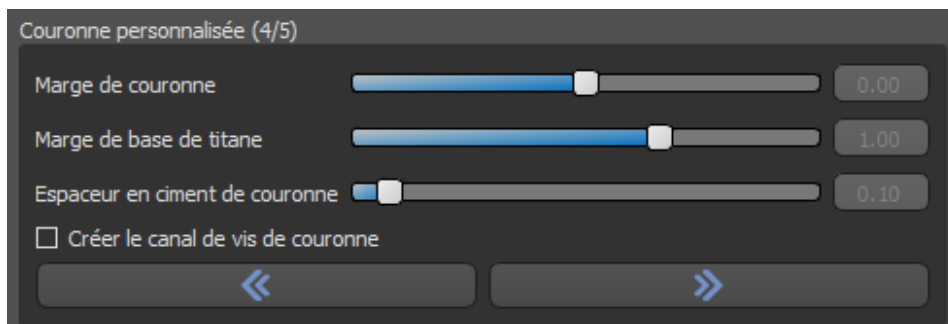 Couronne personnalisée (4/5)
Marge de couronne 0.00
Marge de base de titane 1.00
Espaceur en ciment de couronne 0.10
Créer le canal de vis de couronne